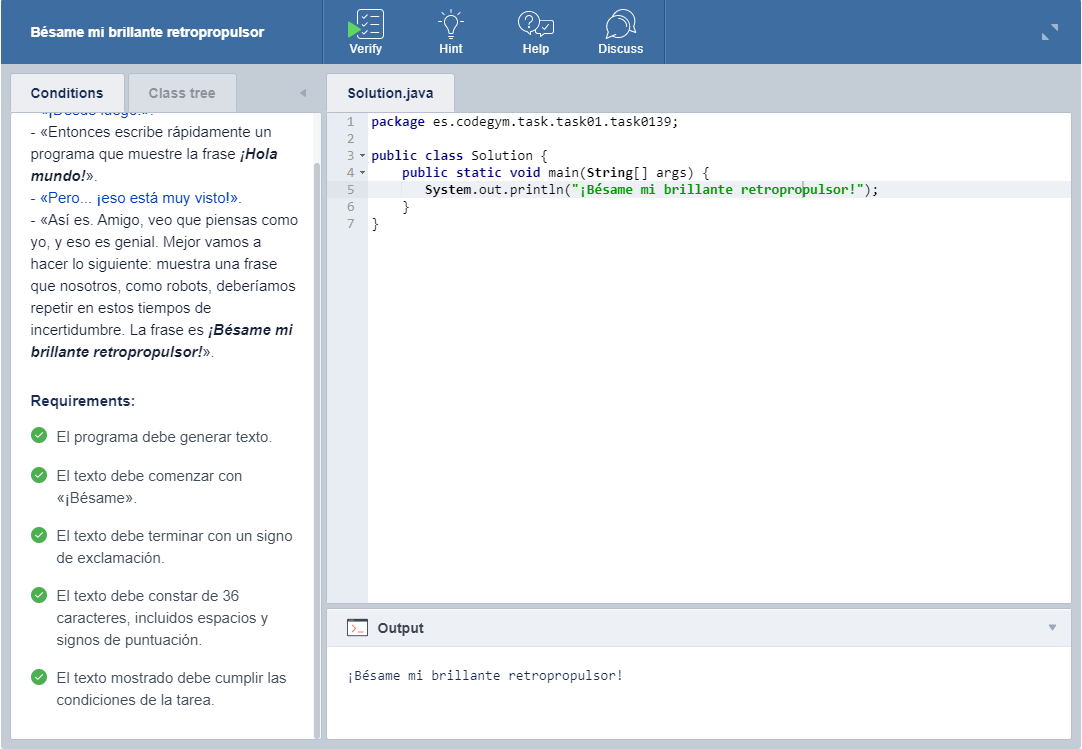 Bésame mi brillante retropropulsor
Verify
Hint
Help
Discuss
Conditions
Class tree
- «¡Desde luego!».
- «Entonces escribe rápidamente un
programa que muestre la frase ¡Hola
mundo!».
- «Pero... ¡eso está muy visto!».
- «Así es. Amigo, veo que piensas como
yo, y eso es genial. Mejor vamos a
hacer lo siguiente: muestra una frase
que nosotros, como robots, deberíamos
repetir en estos tiempos de
incertidumbre. La frase es ¡Bésame mi
brillante retropropulsor!».
Requirements:
El programa debe generar texto.
El texto debe comenzar con
«¡Bésame».
El texto debe terminar con un signo
de exclamación.
El texto debe constar de 36
caracteres, incluidos espacios y
signos de puntuación.
El texto mostrado debe cumplir las
condiciones de la tarea.
Solution.java
1 package es.codegym.task.task01.task0139;
2
3 public class Solution {
4 public static void main(String[] args) {
5 System.out.println("¡Bésame mi brillante retropropulsor!");
6 }
7 }
Output
¡Bésame mi brillante retropropulsor!